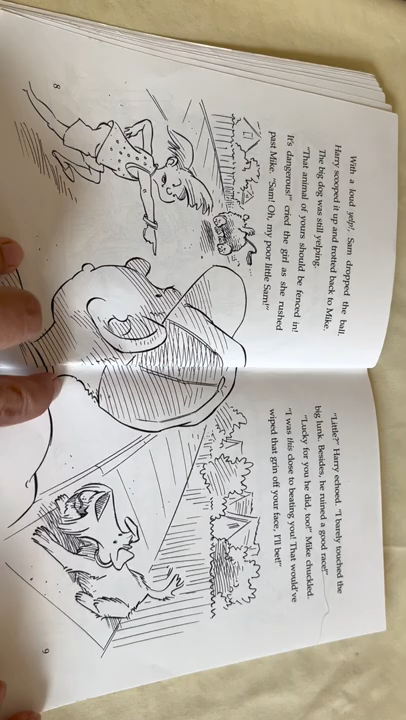 With a loud yelp!, Sam dropped the ball.
Harry scooped it up and trotted back to Mike.
The big dog was still yelping.
"That animal of yours should be fenced in!
It's dangerous!" cried the girl as she rushed
past Mike. "Sam! Oh, my poor little Sam!"
8
"Little?" Harry echoed. "I barely touched the
big lunk. Besides, he ruined a good race!"
"Lucky for you he did, too!" Mike chuckled.
"I was this close to beating you! That would've
wiped that grin off your face, I'll bet!"
9